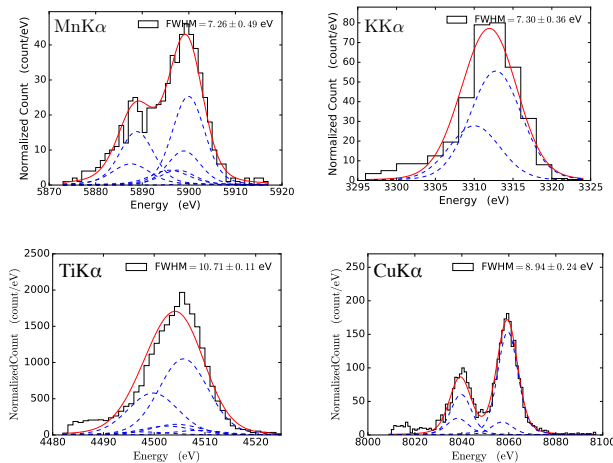 MnKα
FWHM = 7.26 ± 0.49 eV
Normalized Count (count/eV)
40
30
20
10
0
5870 5880 5890 5900 5910 5920
Energy (eV)
KKα
FWHM = 7.30 ± 0.36 eV
Normalized Count (count/eV)
80
70
60
50
40
30
20
10
0
3295 3300 3305 3310 3315 3320 3325
Energy (eV)
TiKα
FWHM = 10.71 ± 0.11 eV
NormalizedCount (count/eV)
2500
2000
1500
1000
500
0
4480 4490 4500 4510 4520
Energy (eV)
CuKα
FWHM = 8.94 ± 0.24 eV
NormalizedCount (count/eV)
250
200
150
100
50
0
8000 8020 8040 8060 8080 8100
Energy (eV)